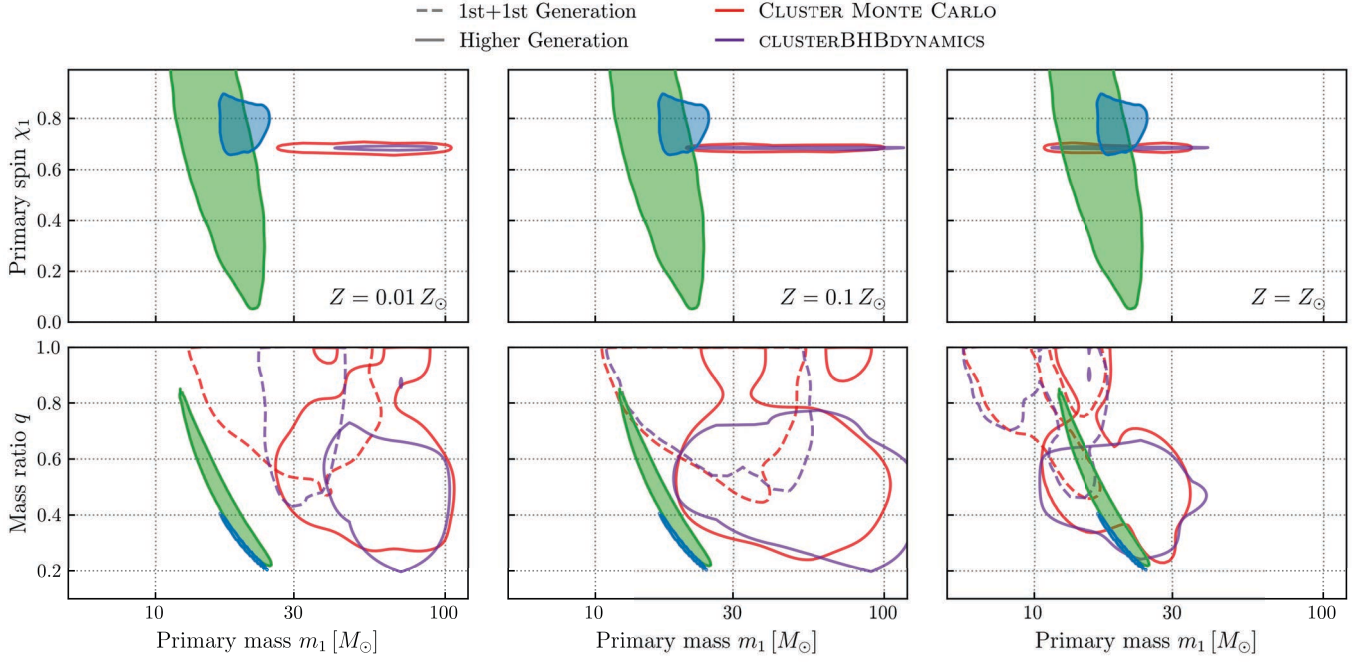 1st+1st Generation
Higher Generation
CLUSTER MONTE CARLO
CLUSTERBHBDYNAMICS
Primary spin χ₁
0.8
0.6
0.4
0.2
0.0
Z = 0.01 Z⊙
Z = 0.1 Z⊙
Z = Z⊙
Mass ratio q
1.0
0.8
0.6
0.4
0.2
10 30 100
10 30 100
10 30 100
Primary mass m₁ [M⊙]
Primary mass m₁ [M⊙]
Primary mass m₁ [M⊙]